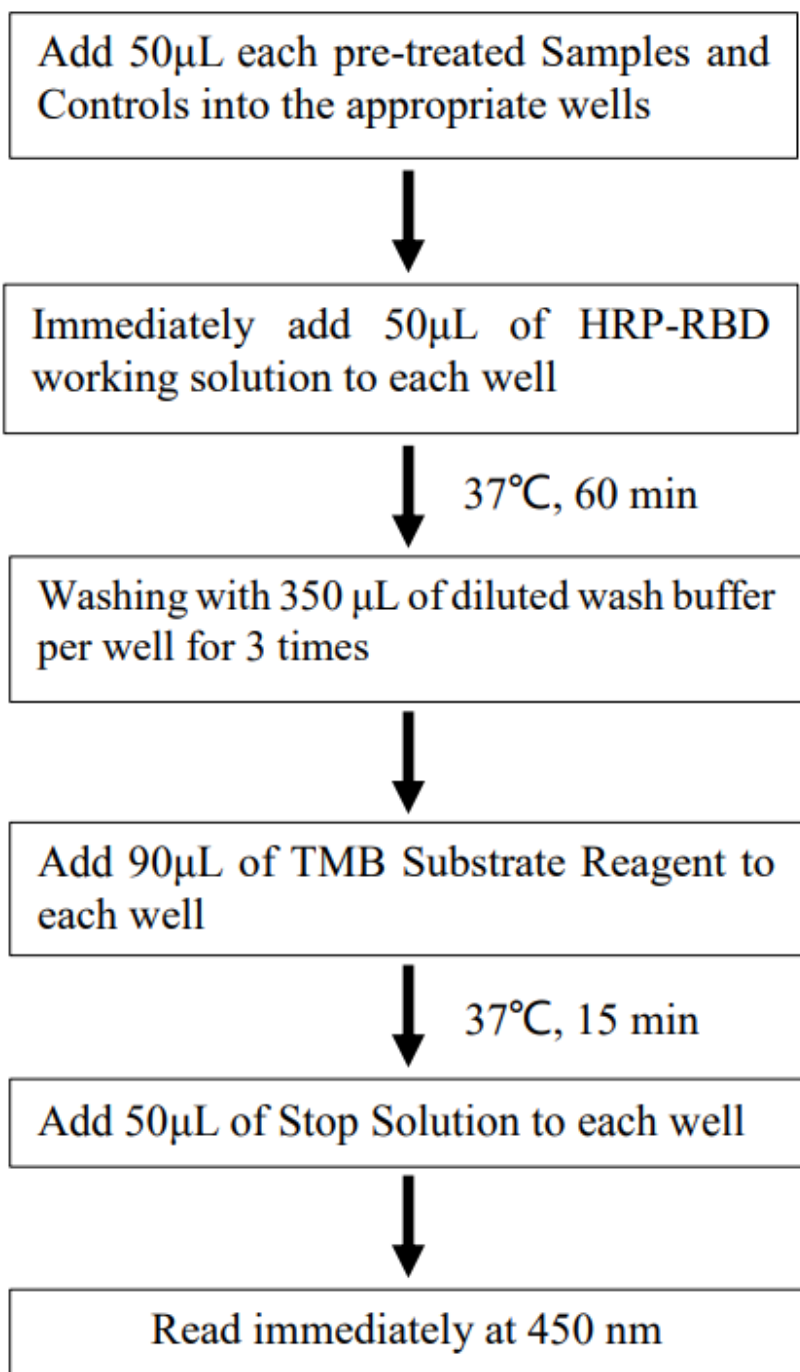 Add 50μL each pre-treated Samples and
Controls into the appropriate wells
Immediately add 50μL of HRP-RBD
working solution to each well
37℃, 60 min
Washing with 350 μL of diluted wash buffer
per well for 3 times
Add 90μL of TMB Substrate Reagent to
each well
37℃, 15 min
Add 50μL of Stop Solution to each well
Read immediately at 450 nm